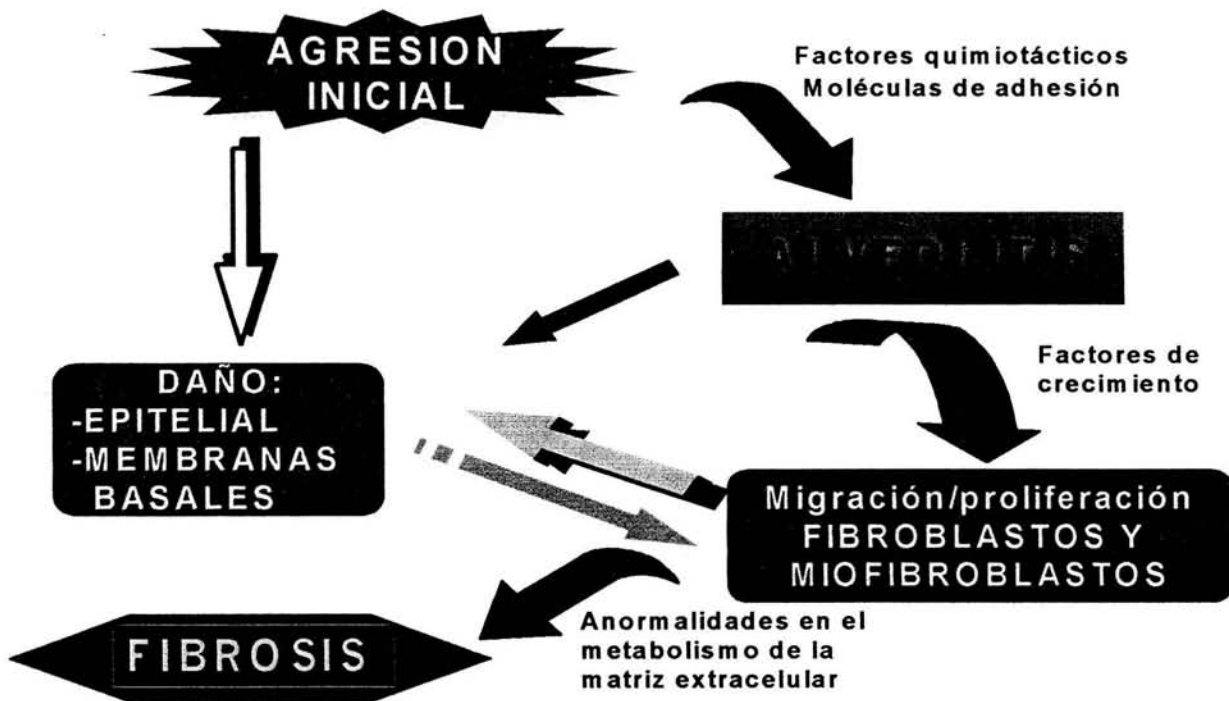 AGRESION
INICIAL
Factores quimiotácticos
Moléculas de adhesión
ALVEOLITIS
Factores de
crecimiento
DAÑO:
-EPITELIAL
-MEMBRANAS
BASALES
Migración/proliferación
FIBROBLASTOS Y
MIOFIBROBLASTOS
Anormalidades en el
metabolismo de la
matriz extracelular
FIBROSIS